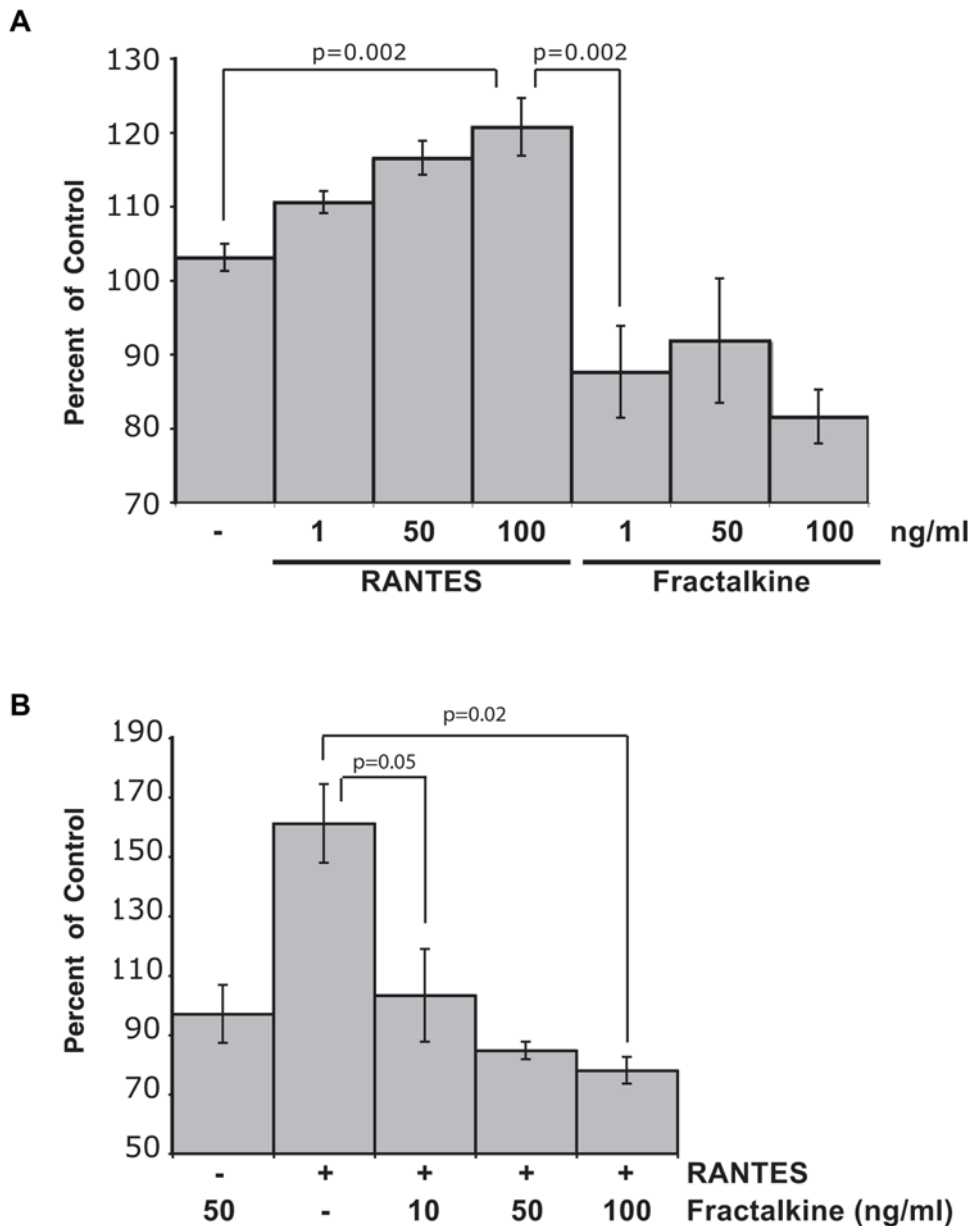 A
p=0.002 p=0.002
130
120
110
100
90
80
70
Percent of Control
- 1 50 100 1 50 100 ng/ml
RANTES Fractalkine
B
p=0.02
p=0.05
190
170
150
130
110
90
70
50
Percent of Control
- + + + + RANTES
50 - 10 50 100 Fractalkine (ng/ml)